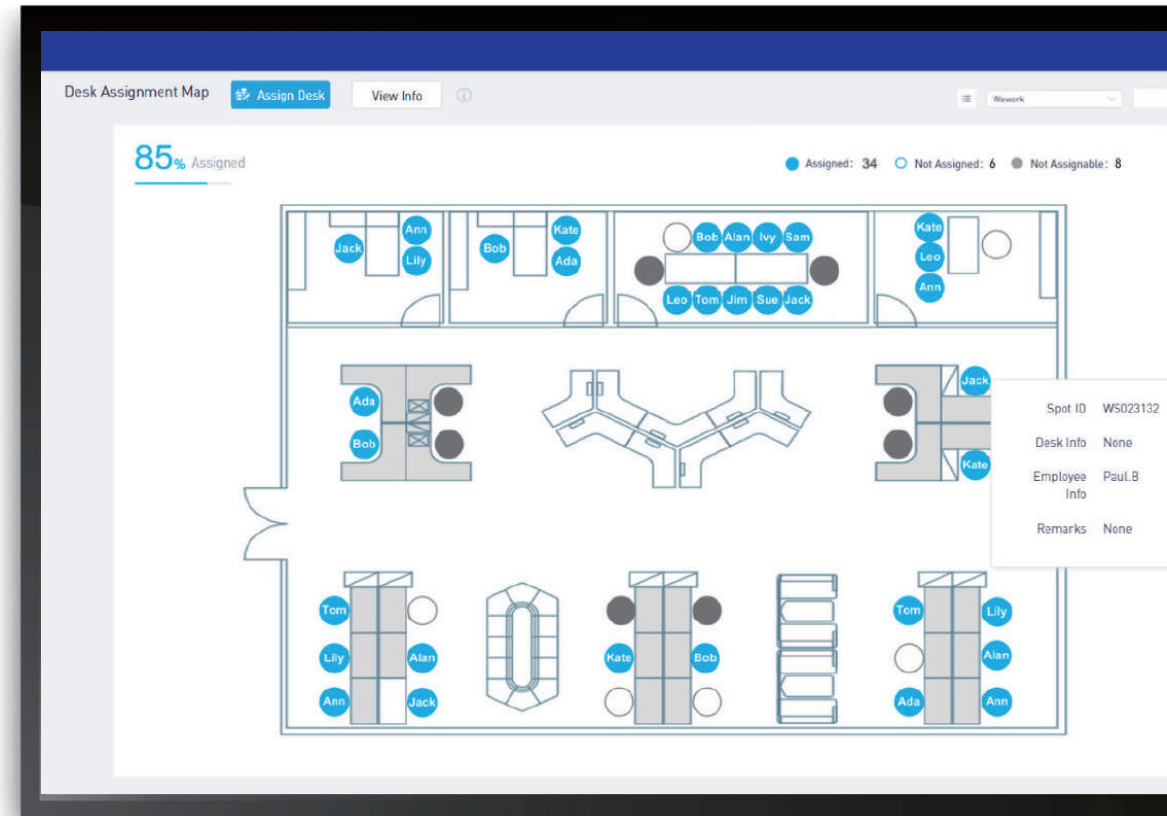 Desk Assignment Map
Assign Desk
View Info
Wework
85% Assigned
Assigned: 34
Not Assigned: 6
Not Assignable: 8
Jack
Ann
Lily
Bob
Kate
Ada
Bob Alan Ivy Sam
Leo Tom Jim Sue Jack
Kate
Leo
Ann
Ada
Bob
Jack
Kate
Spot ID WS023132
Desk Info None
Employee Info Paul.B
Remarks None
Tom
Lily Alan
Ann Jack
Kate Bob
Tom Lily
Alan
Ada Ann